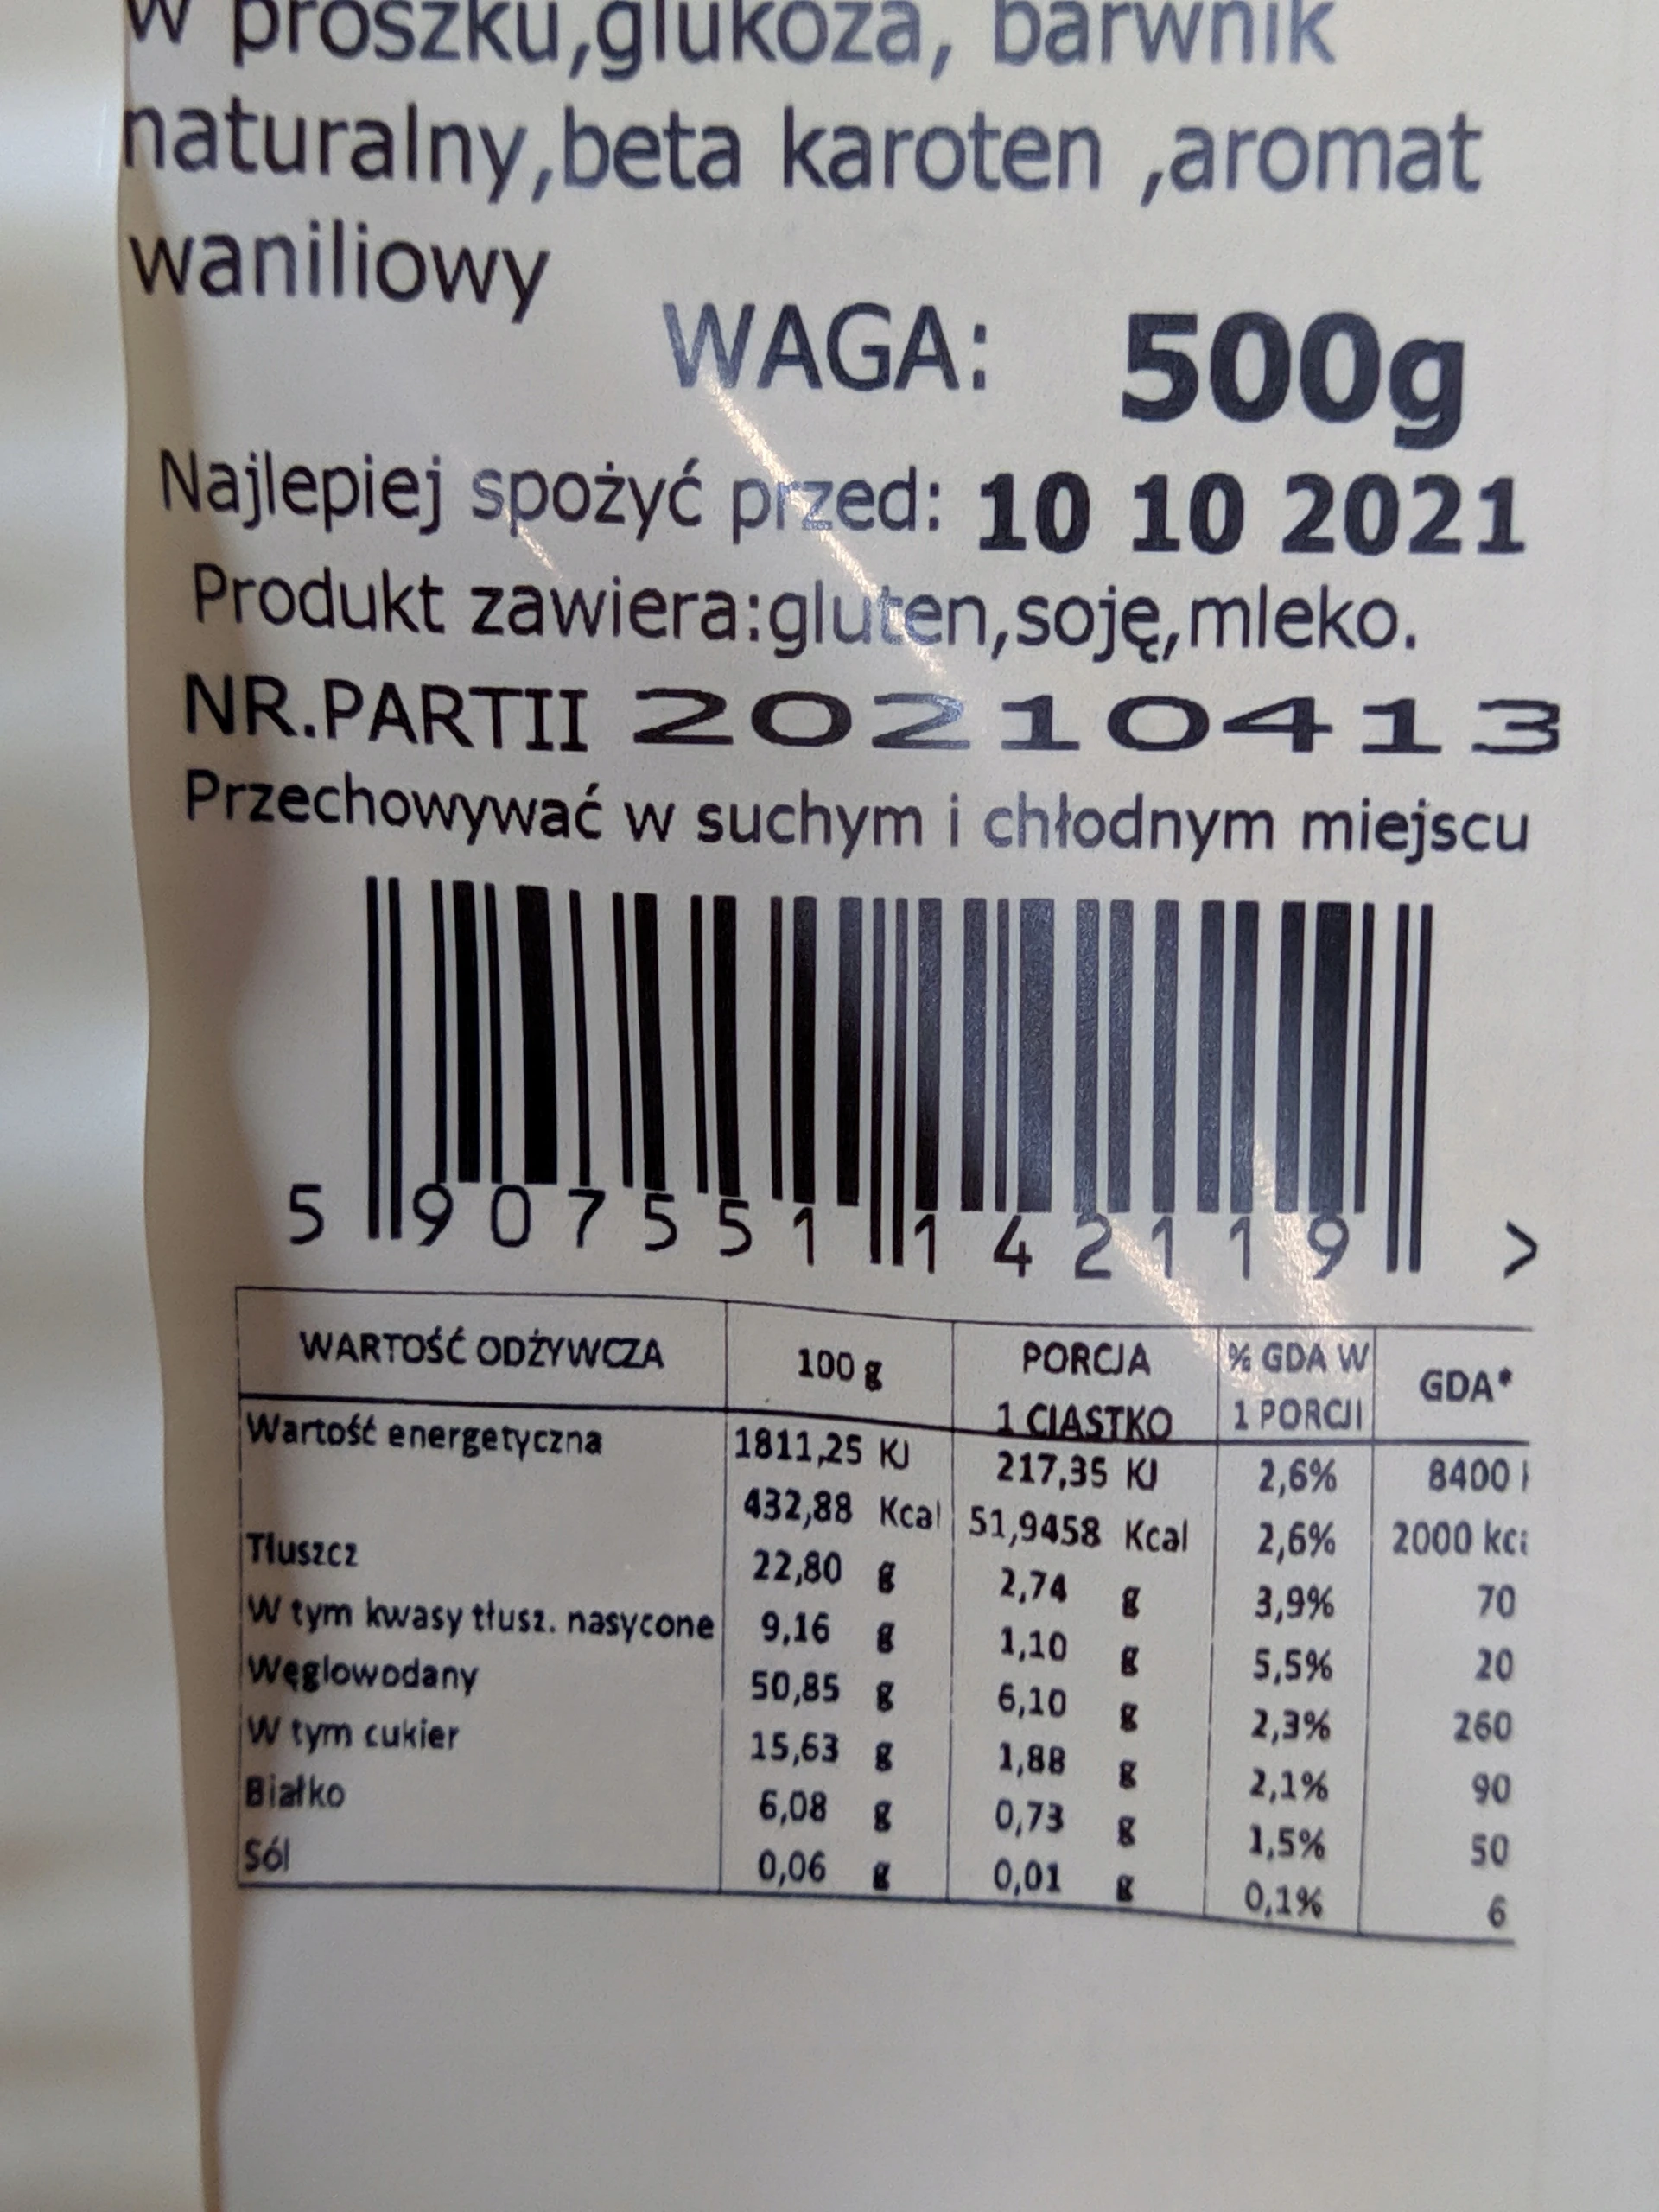 w proszku,glukoza, barwnik
naturalny,beta karoten ,aromat
waniliowy
WAGA: 500g
Najlepiej spożyć przed: 10 10 2021
Produkt zawiera:gluten,soję,mleko.
NR.PARTII 20210413
Przechowywać w suchym i chłodnym miejscu
5 907551 142119 >
WARTOŚĆ ODŻYWCZA 100 g PORCJA 1 CIASTKO % GDA W 1 PORCJI GDA*
Wartość energetyczna 1811,25 KJ 217,35 KJ 2,6% 8400
432,88 Kcal 51,9458 Kcal 2,6% 2000 kc
Tłuszcz 22,80 g 2,74 g 3,9% 70
W tym kwasy tłusz. nasycone 9,16 g 1,10 g 5,5% 20
Węglowodany 50,85 g 6,10 g 2,3% 260
W tym cukier 15,63 g 1,88 g 2,1% 90
Białko 6,08 g 0,73 g 1,5% 50
Sól 0,06 g 0,01 g 0,1% 6